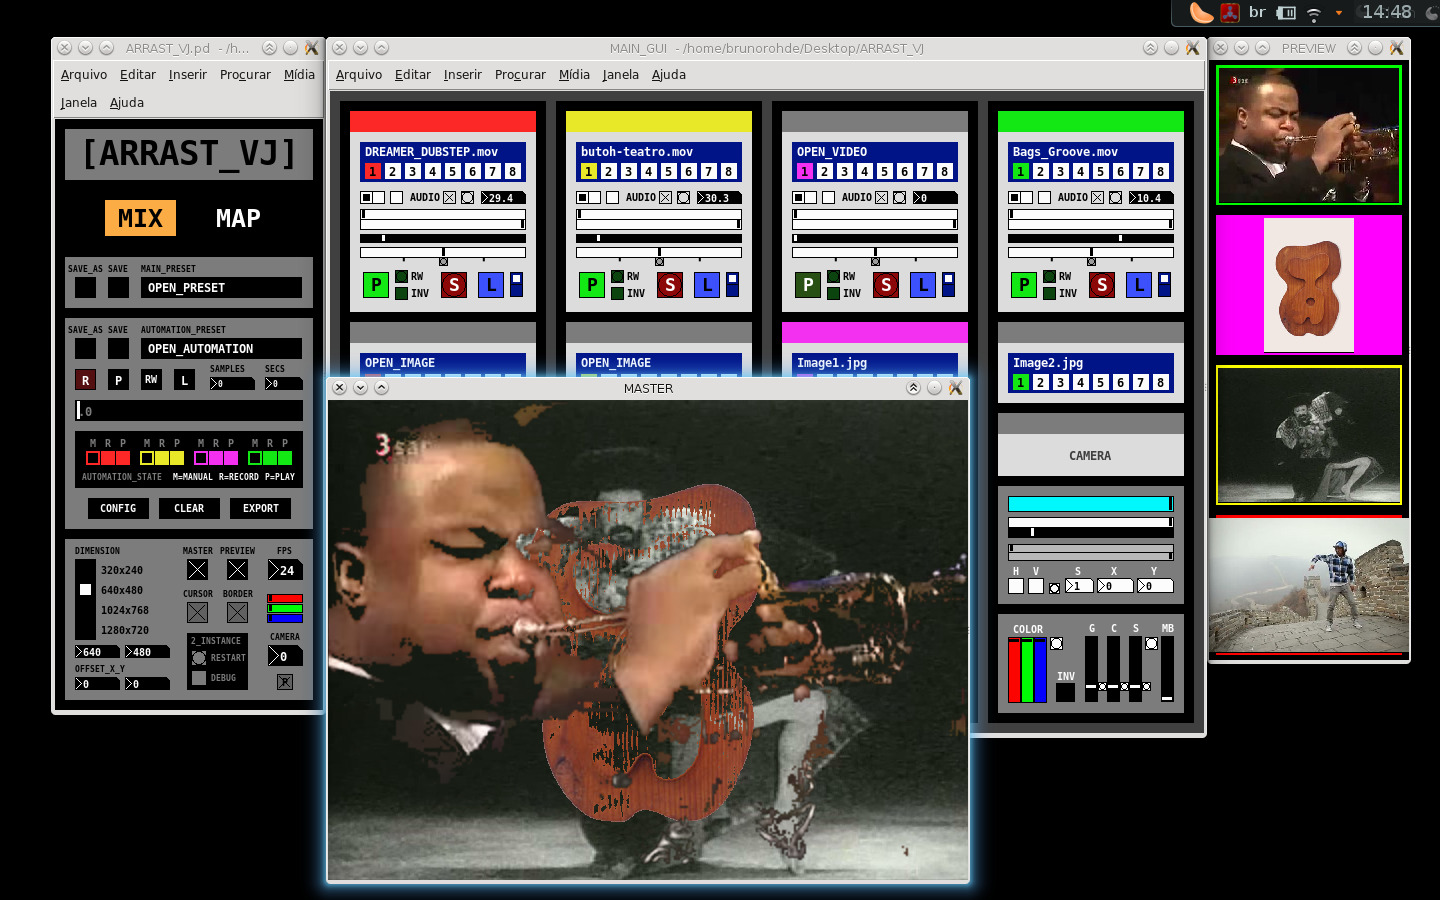 br 14:48
ARRAST_VJ.pd - /h...
Arquivo Editar Inserir Procurar Mídia
Janela Ajuda
[ARRAST_VJ]
MIX MAP
SAVE_AS SAVE MAIN_PRESET
OPEN_PRESET
SAVE_AS SAVE AUTOMATION_PRESET
OPEN_AUTOMATION
SAMPLES SECS
R P RW L 0 0
.0
M R P M R P M R P M R P
AUTOMATION_STATE M=MANUAL R=RECORD P=PLAY
CONFIG CLEAR EXPORT
DIMENSION MASTER PREVIEW FPS
320x240 24
640x480
CURSOR BORDER
1024x768
1280x720
2_INSTANCE CAMERA
640 480 RESTART 0
OFFSET_X_Y
DEBUG
0 0
MAIN_GUI - /home/brunorohde/Desktop/ARRAST_VJ
Arquivo Editar Inserir Procurar Mídia Janela Ajuda
DREAMER_DUBSTEP.mov
1 2 3 4 5 6 7 8
AUDIO 29.4
RW
P S L
INV
OPEN_IMAGE
butoh-teatro.mov
1 2 3 4 5 6 7 8
AUDIO 30.3
RW
P S L
INV
OPEN_IMAGE
OPEN_VIDEO
1 2 3 4 5 6 7 8
AUDIO 0
RW
P S L
INV
Image1.jpg
Bags_Groove.mov
1 2 3 4 5 6 7 8
AUDIO 10.4
RW
P S L
INV
Image2.jpg
1 2 3 4 5 6 7 8
CAMERA
H V S X Y
1 0 0
COLOR G C S MB
INV
MASTER
3sat
PREVIEW
3sat